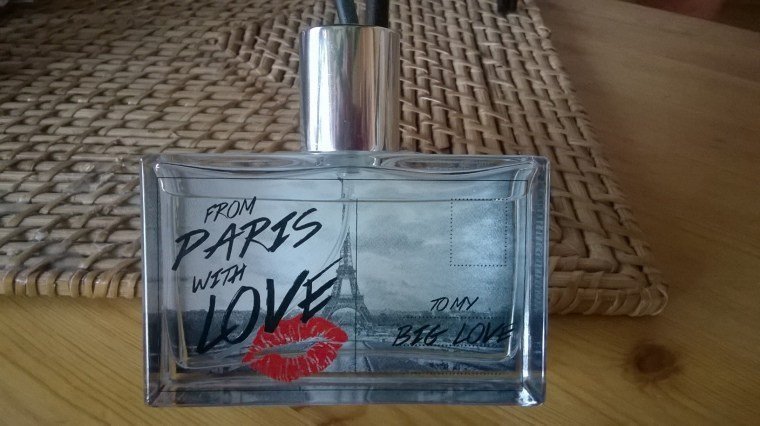 FROM
PARIS
WITH
LOVE
TO MY
BIG LOVE